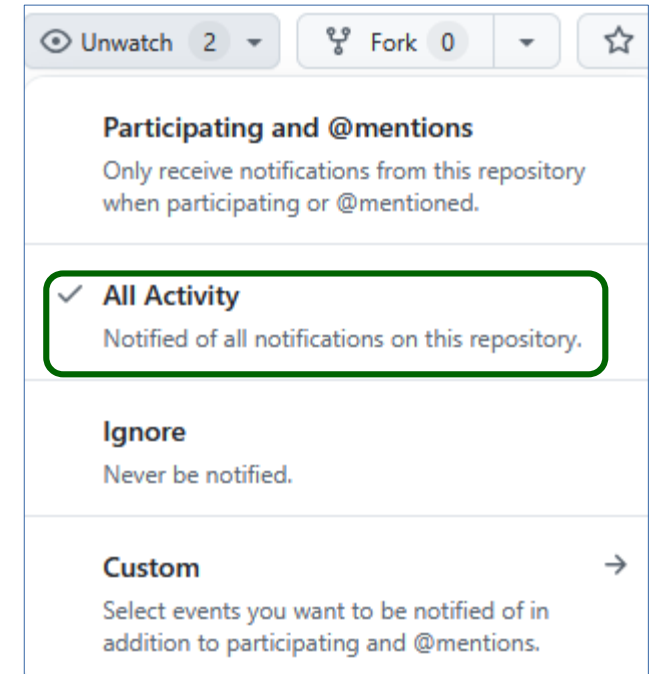 Unwatch 2 Fork 0
Participating and @mentions
Only receive notifications from this repository
when participating or @mentioned.
All Activity
Notified of all notifications on this repository.
Ignore
Never be notified.
Custom
Select events you want to be notified of in
addition to participating and @mentions.